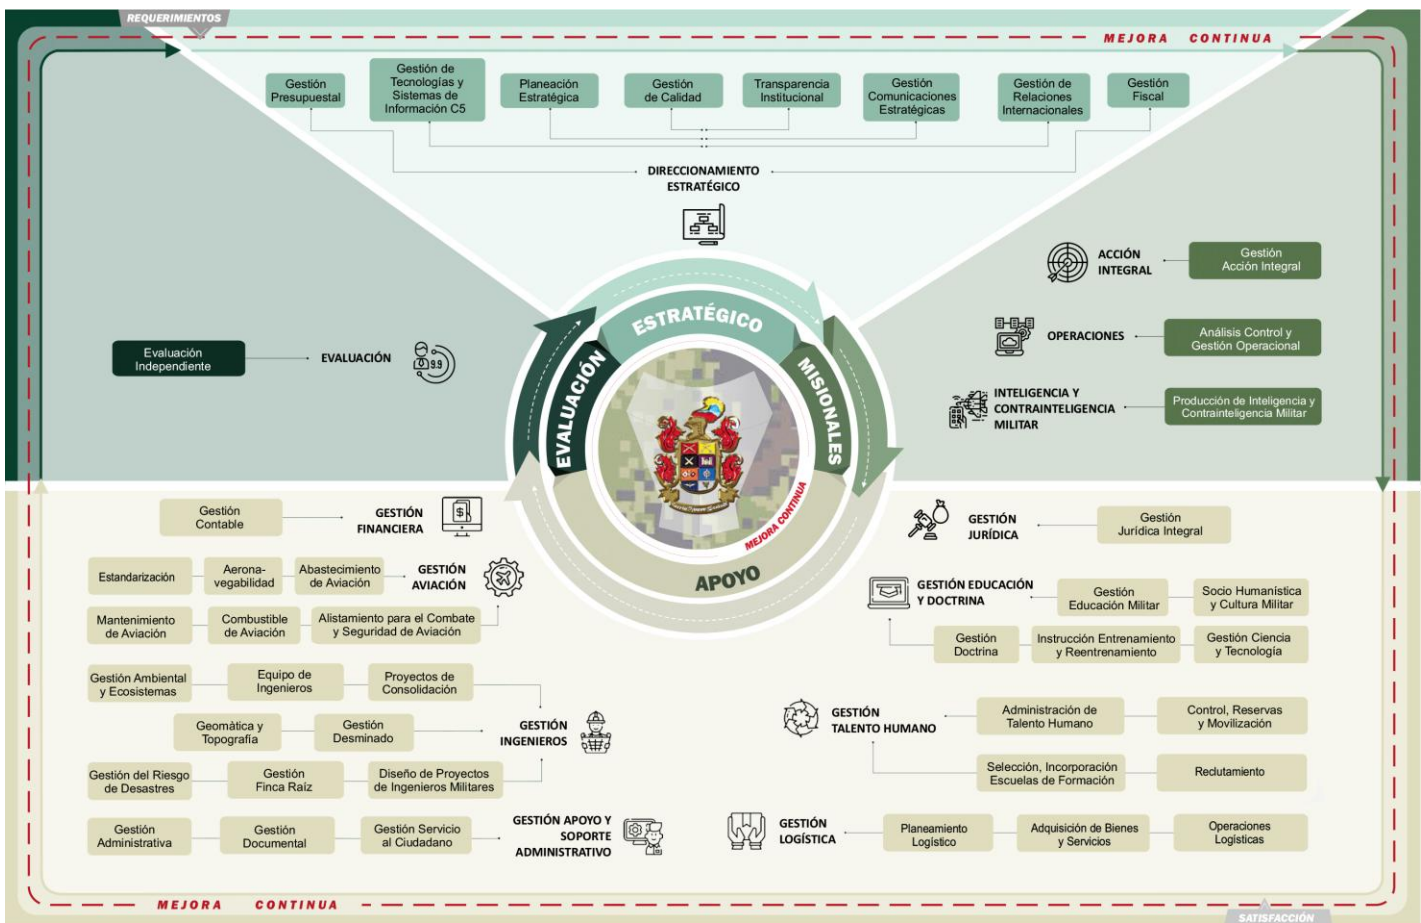 REQUERIMIENTOS
MEJORA CONTINUA
Gestión
Presupuestal
Gestión de
Tecnologías y
Sistemas de
Información C5
Planeación
Estratégica
Gestión
de Calidad
Transparencia
Institucional
Gestión
Comunicaciones
Estratégicas
Gestión de
Relaciones
Internacionales
Gestión
Fiscal
DIRECCIONAMIENTO
ESTRATÉGICO
ACCIÓN
INTEGRAL
Gestión
Acción Integral
OPERACIONES
Análisis Control y
Gestión Operacional
INTELIGENCIA Y
CONTRAINTELIGENCIA
MILITAR
Producción de Inteligencia y
Contrainteligencia Militar
Evaluación
Independiente
EVALUACIÓN
9.9
ESTRATÉGICO
EVALUACIÓN
MISIONALES
APOYO
MEJORA CONTINUA
Gestión
Contable
GESTIÓN
FINANCIERA
Estandarización
Aerona-
vegabilidad
Abastecimiento
de Aviación
GESTIÓN
AVIACIÓN
Mantenimiento
de Aviación
Combustible
de Aviación
Alistamiento para el Combate
y Seguridad de Aviación
Gestión Ambiental
y Ecosistemas
Equipo de
Ingenieros
Proyectos de
Consolidación
Geomàtica y
Topografía
Gestión
Desminado
GESTIÓN
INGENIEROS
Gestión del Riesgo
de Desastres
Gestión
Finca Raíz
Diseño de Proyectos
de Ingenieros Militares
Gestión
Administrativa
Gestión
Documental
Gestión Servicio
al Ciudadano
GESTIÓN APOYO Y
SOPORTE
ADMINISTRATIVO
GESTIÓN
JURÍDICA
Gestión
Jurídica Integral
GESTIÓN EDUCACIÓN
Y DOCTRINA
Gestión
Educación Militar
Socio Humanística
y Cultura Militar
Gestión
Doctrina
Instrucción Entrenamiento
y Reentrenamiento
Gestión Ciencia
y Tecnología
GESTIÓN
TALENTO HUMANO
Administración de
Talento Humano
Control, Reservas
y Movilización
Selección, Incorporación
Escuelas de Formación
Reclutamiento
GESTIÓN
LOGÍSTICA
Planeamiento
Logístico
Adquisición de Bienes
y Servicios
Operaciones
Logísticas
MEJORA CONTINUA
SATISFACCIÓN